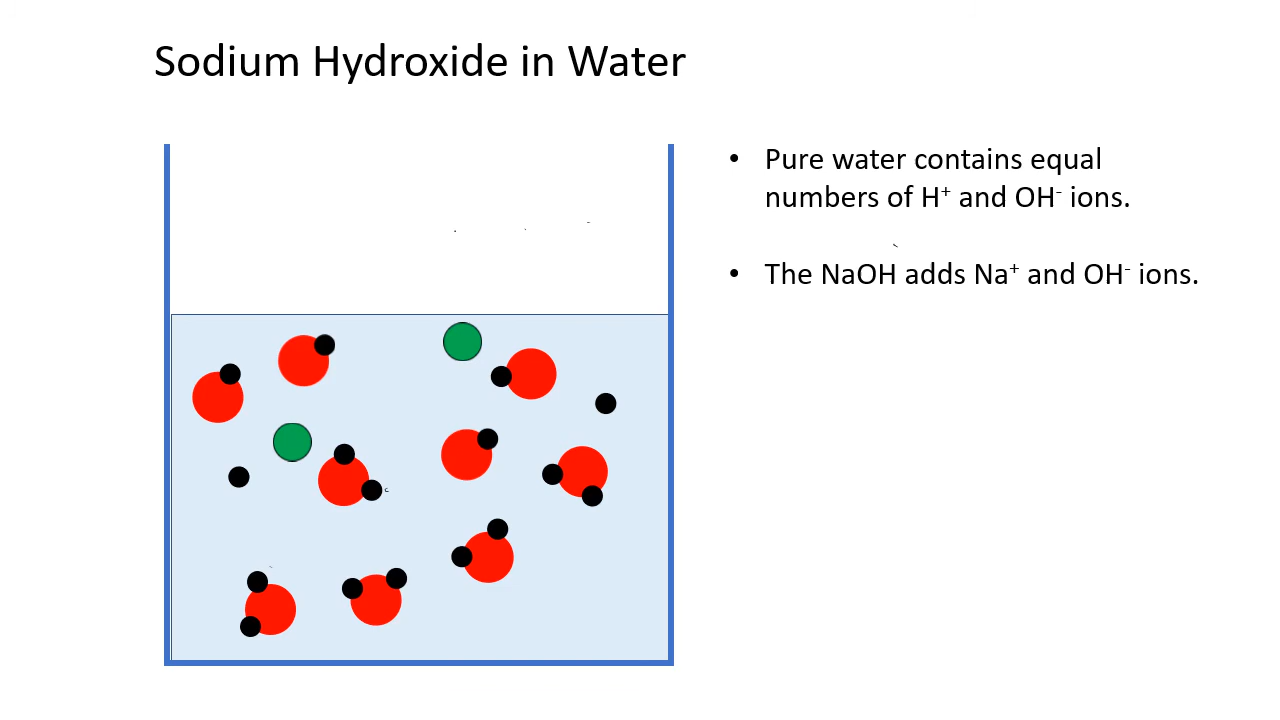 Sodium Hydroxide in Water
• Pure water contains equal
numbers of H⁺ and OH⁻ ions.
• The NaOH adds Na⁺ and OH⁻ ions.